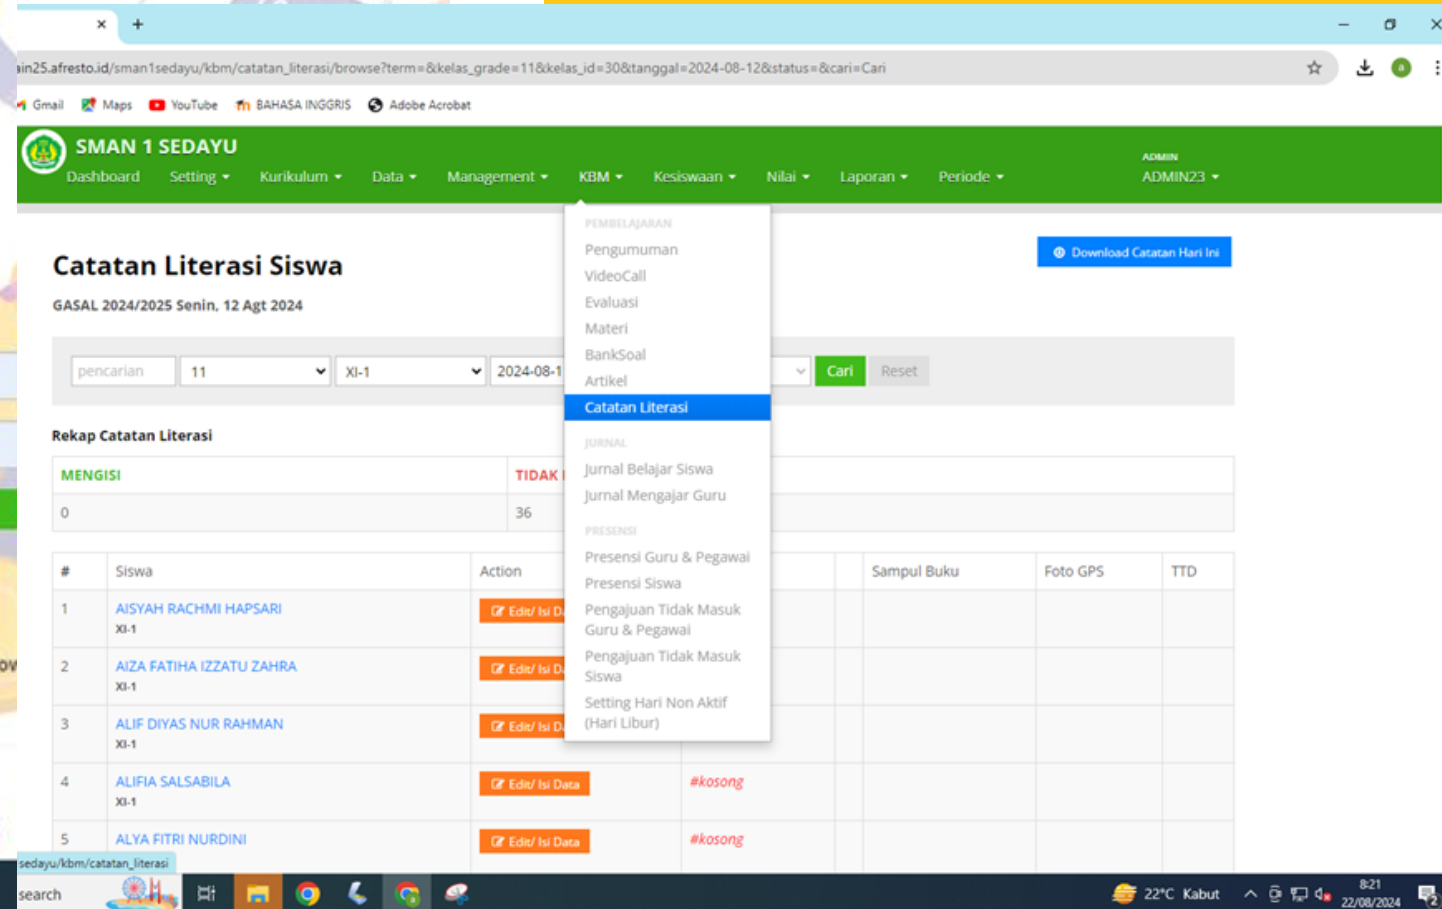 ain25.afresto.id/sman1sedayu/kbm/catatan_literasi/browse?term=&kelas_grade=11&kelas_id=30&tanggal=2024-08-12&status=&cari=Cari
Gmail Maps YouTube BAHASA INGGRIS Adobe Acrobat
SMAN 1 SEDAYU
ADMIN
Dashboard Setting Kurikulum Data Management KBM Kesiswaan Nilai Laporan Periode ADMIN23
PEMBELAJARAN
Pengumuman
VideoCall
Evaluasi
Materi
BankSoal
Artikel
Catatan Literasi
JURNAL
Jurnal Belajar Siswa
Jurnal Mengajar Guru
PRESENSI
Presensi Guru & Pegawai
Presensi Siswa
Pengajuan Tidak Masuk
Guru & Pegawai
Pengajuan Tidak Masuk
Siswa
Setting Hari Non Aktif
(Hari Libur)
Download Catatan Hari Ini
Catatan Literasi Siswa
GASAL 2024/2025 Senin, 12 Agt 2024
pencarian 11 XI-1 2024-08-1 Cari Reset
Rekap Catatan Literasi
MENGISI TIDAK
0 36
# Siswa Action Sampul Buku Foto GPS TTD
1 AISYAH RACHMI HAPSARI Edit/ Isi D
XI-1
2 AIZA FATIHA IZZATU ZAHRA Edit/ Isi D
XI-1
3 ALIF DIYAS NUR RAHMAN Edit/ Isi D
XI-1
4 ALIFIA SALSABILA Edit/ Isi Data #kosong
XI-1
5 ALYA FITRI NURDINI Edit/ Isi Data #kosong
sedayu/kbm/catatan_literasi
search 22°C Kabut 8:21
22/08/2024